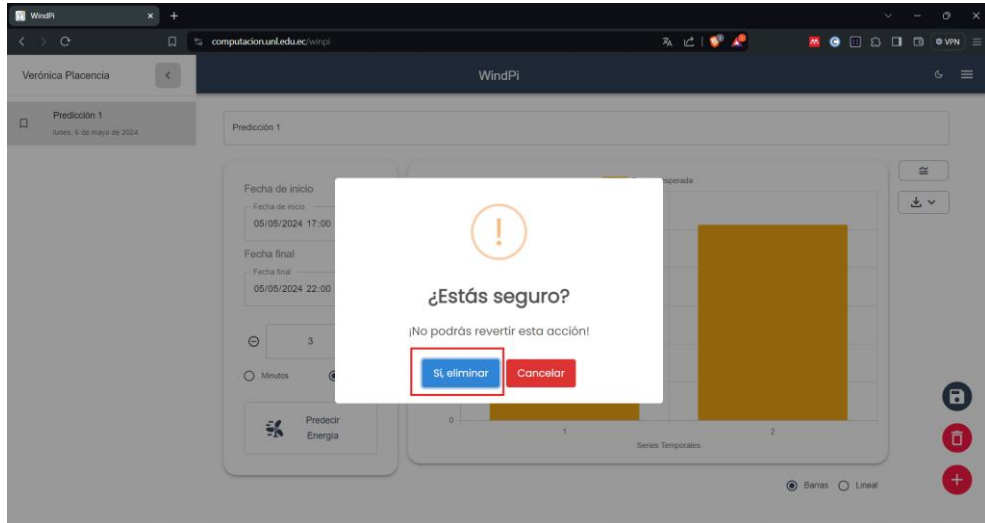 WindPi
computacion.unl.edu.ec/winpi
VPN
Verónica Placencia
WindPi
Predicción 1
lunes, 6 de mayo de 2024
Predicción 1
Fecha de inicio
Fecha de inicio
05/05/2024 17:00
Fecha final
Fecha final
05/05/2024 22:00
3
Minutos
Predecir
Energía
esperada
¿Estás seguro?
¡No podrás revertir esta acción!
Sí, eliminar
Cancelar
0
1
2
Series Temporales
Barras
Lineal